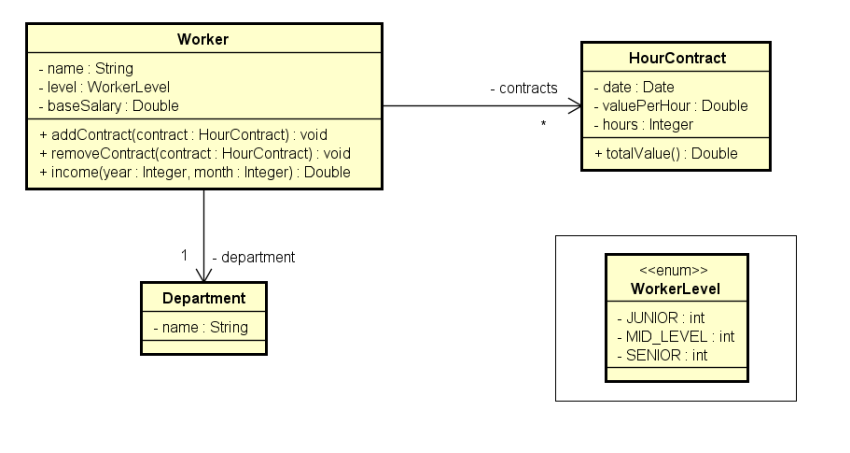 Worker
- name : String
- level : WorkerLevel
- baseSalary : Double
+ addContract(contract : HourContract) : void
+ removeContract(contract : HourContract) : void
+ income(year : Integer, month : Integer) : Double
- contracts
*
HourContract
- date : Date
- valuePerHour : Double
- hours : Integer
+ totalValue() : Double
1
- department
Department
- name : String
<<enum>>
WorkerLevel
- JUNIOR : int
- MID_LEVEL : int
- SENIOR : int